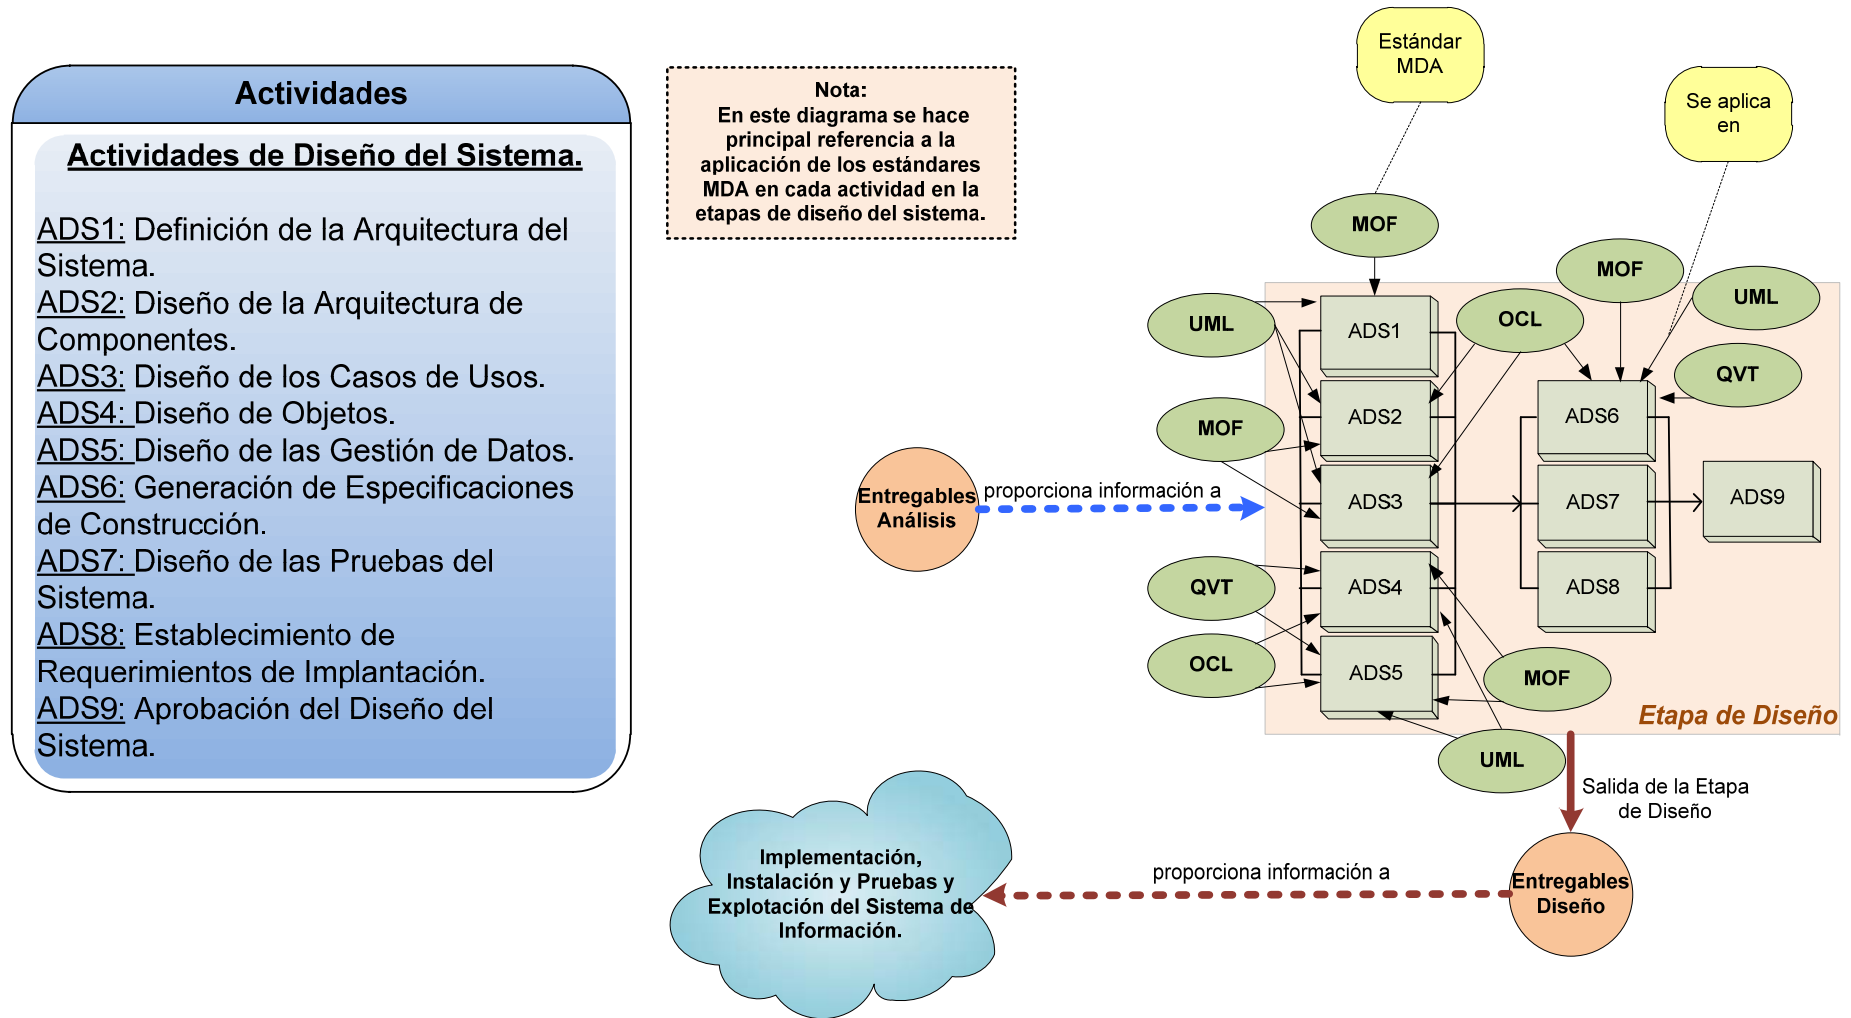 Actividades
Actividades de Diseño del Sistema.
ADS1: Definición de la Arquitectura del
Sistema.
ADS2: Diseño de la Arquitectura de
Componentes.
ADS3: Diseño de los Casos de Usos.
ADS4: Diseño de Objetos.
ADS5: Diseño de las Gestión de Datos.
ADS6: Generación de Especificaciones
de Construcción.
ADS7: Diseño de las Pruebas del
Sistema.
ADS8: Establecimiento de
Requerimientos de Implantación.
ADS9: Aprobación del Diseño del
Sistema.
Nota:
En este diagrama se hace
principal referencia a la
aplicación de los estándares
MDA en cada actividad en la
etapas de diseño del sistema.
Estándar
MDA
Se aplica
en
MOF
MOF
UML
UML
OCL
ADS1
QVT
ADS2
ADS6
MOF
Entregables
Análisis
proporciona información a
ADS3
ADS7
ADS9
QVT
ADS4
ADS8
OCL
ADS5
MOF
Etapa de Diseño
UML
Salida de la Etapa
de Diseño
Entregables
Diseño
proporciona información a
Implementación,
Instalación y Pruebas y
Explotación del Sistema de
Información.